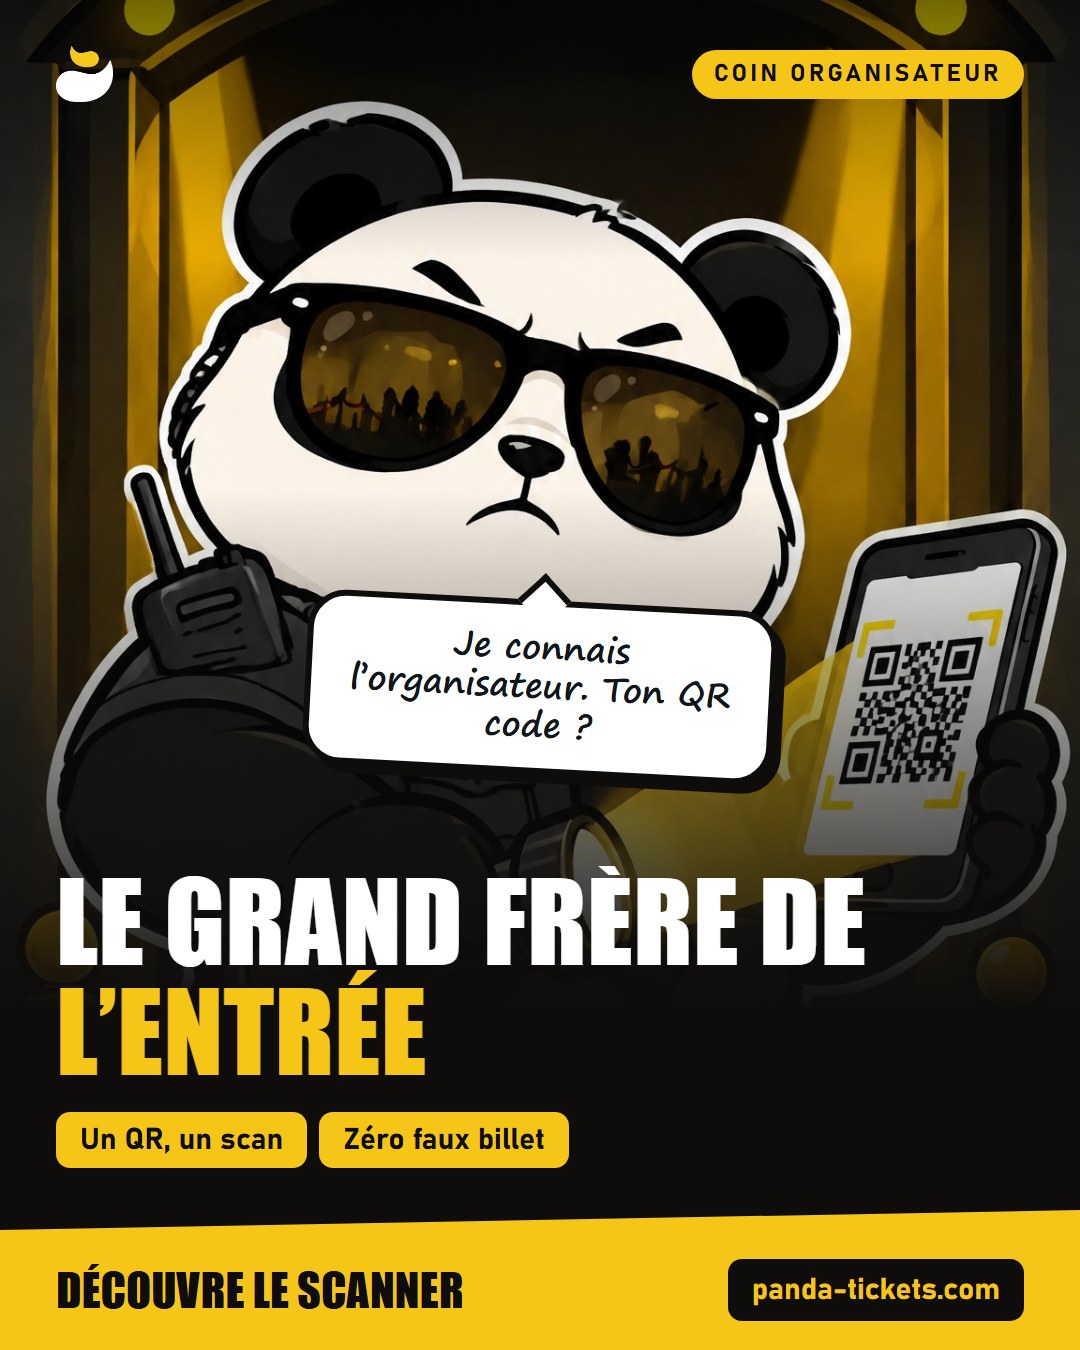 COIN ORGANISATEUR
Je connais
l’organisateur. Ton QR
code ?
LE GRAND FRÈRE DE
L’ENTRÉE
Un QR, un scan
Zéro faux billet
DÉCOUVRE LE SCANNER
panda-tickets.com